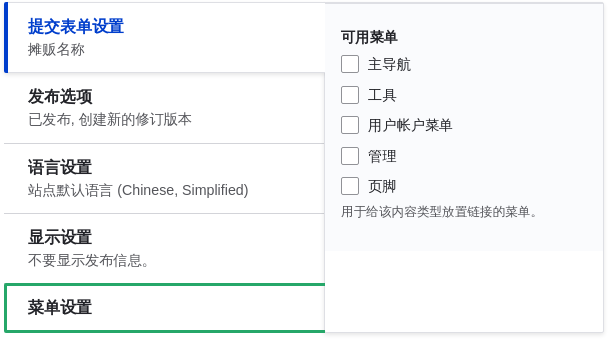 提交表单设置
摊贩名称
发布选项
已发布, 创建新的修订版本
语言设置
站点默认语言 (Chinese, Simplified)
显示设置
不要显示发布信息。
菜单设置
可用菜单
主导航
工具
用户帐户菜单
管理
页脚
用于给该内容类型放置链接的菜单。